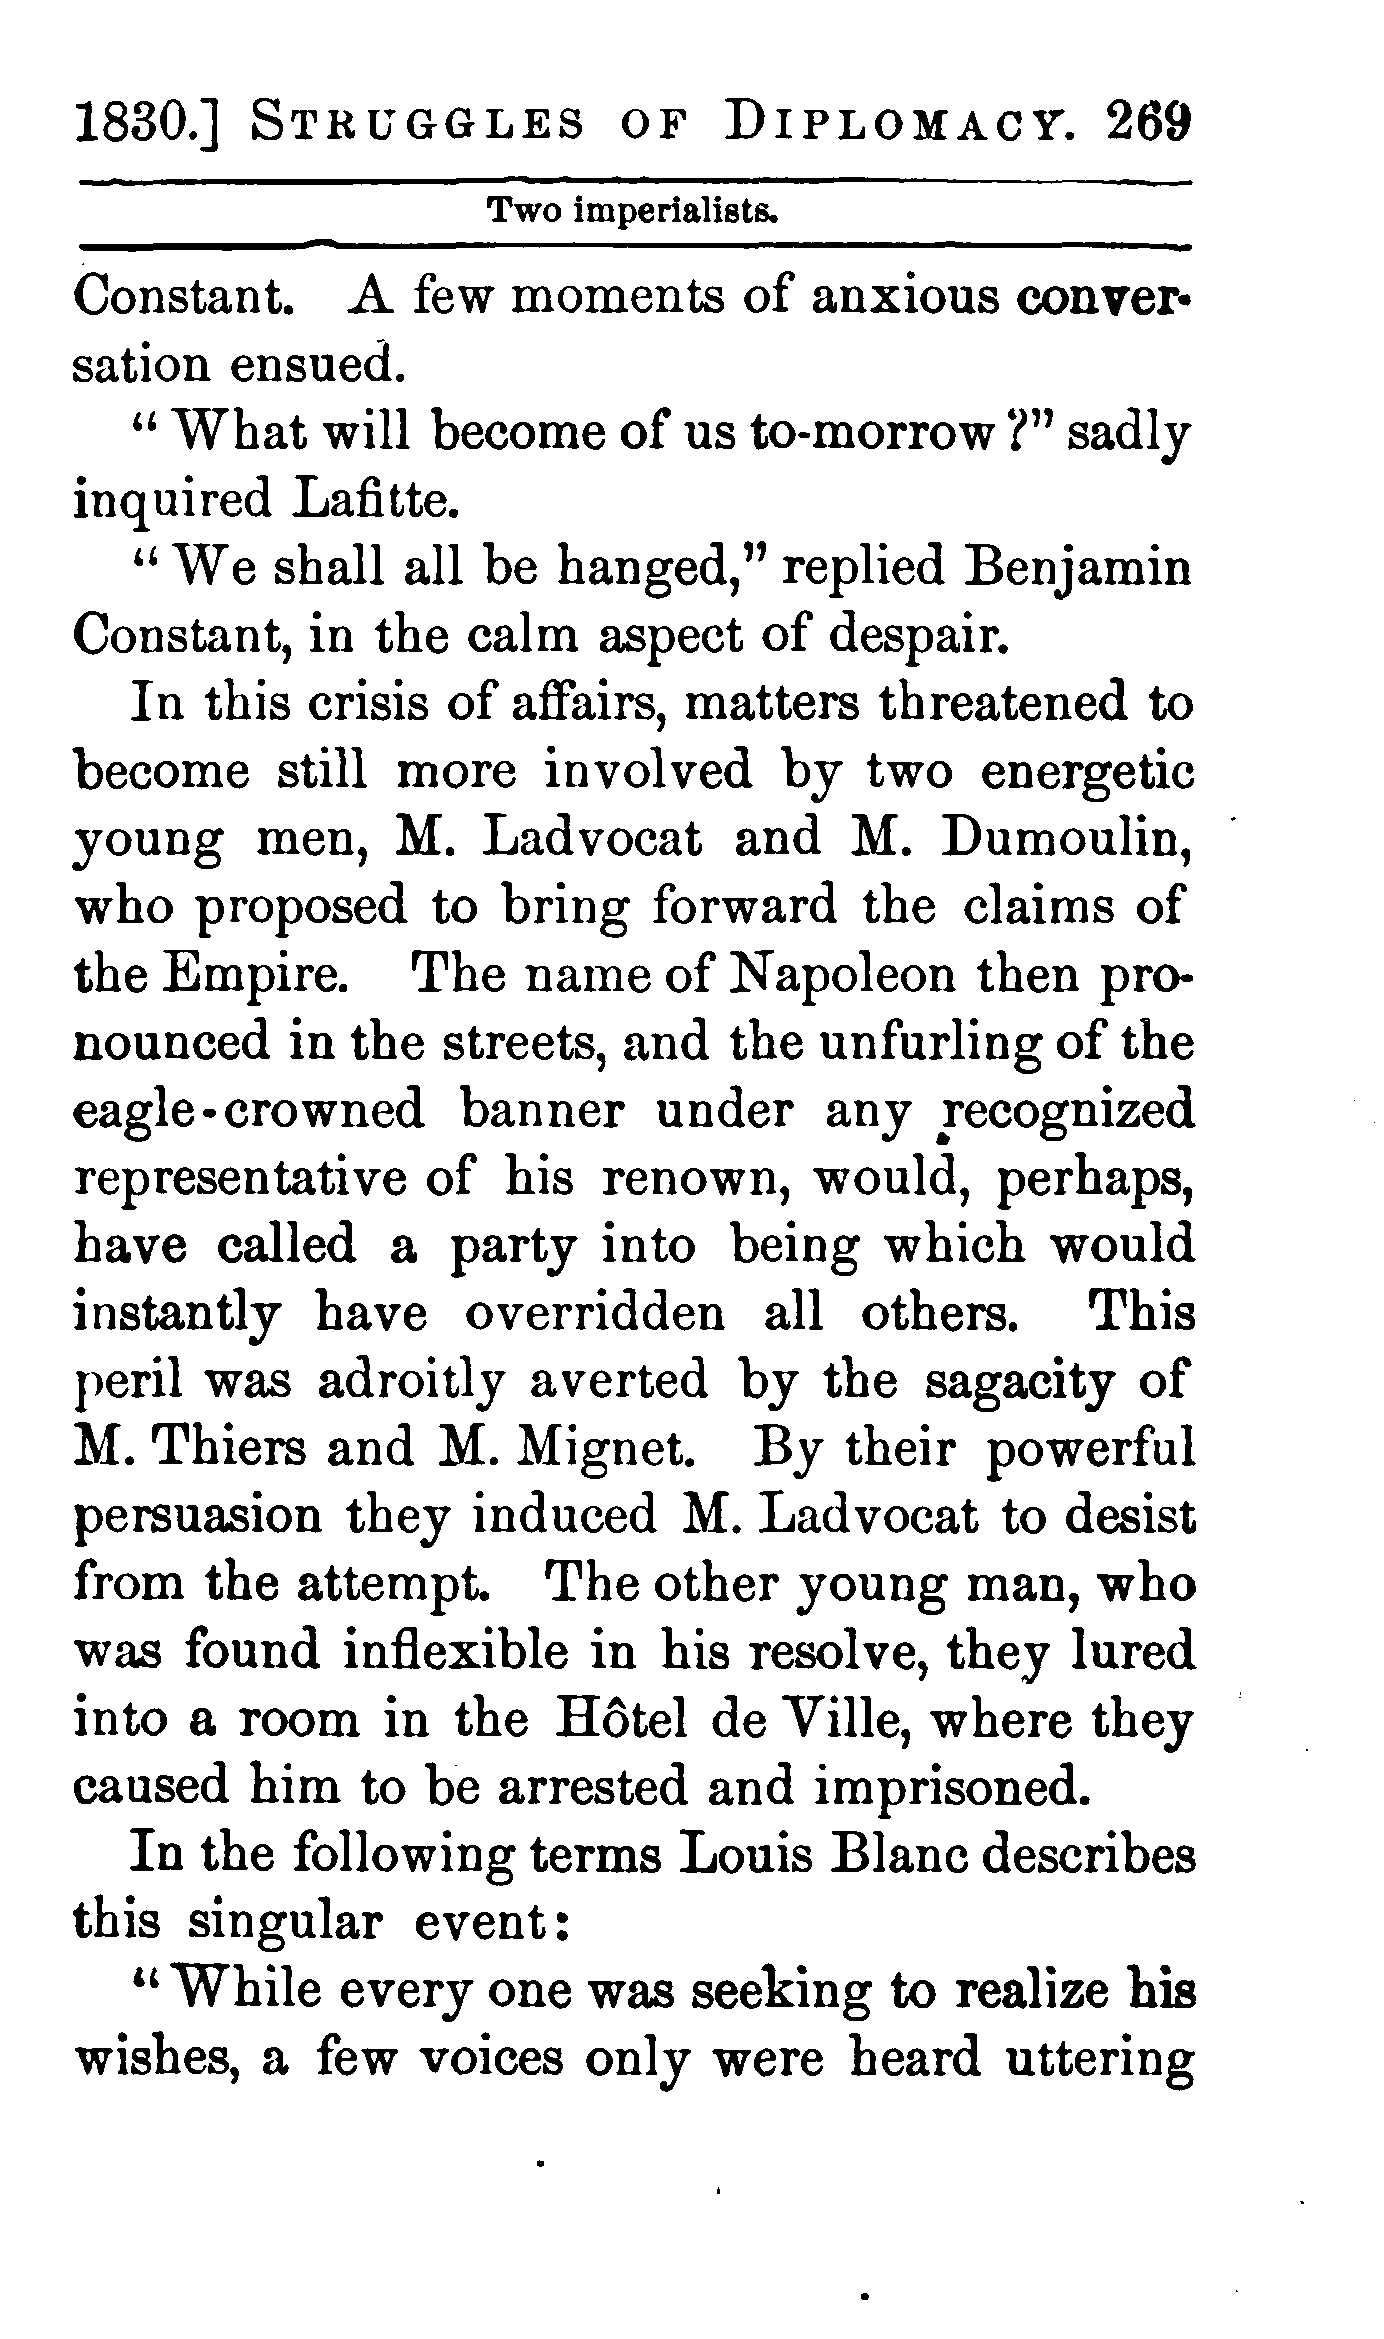 1830.] STRUGGLES OF DIPLOMACY. 269
Two imperialists.
Constant. A few moments of anxious conver-
sation ensued.
" What will become of us to-morrow ?" sadly
inquired Lafitte.
" We shall all be hanged," replied Benjamin
Constant, in the calm aspect of despair.
In this crisis of affairs, matters threatened to
become still more involved by two energetic
young men, M. Ladvocat and M. Dumoulin,
who proposed to bring forward the claims of
the Empire. The name of Napoleon then pro-
nounced in the streets, and the unfurling of the
eagle-crowned banner under any recognized
representative of his renown, would, perhaps,
have called a party into being which would
instantly have overridden all others. This
peril was adroitly averted by the sagacity of
M. Thiers and M. Mignet. By their powerful
persuasion they induced M. Ladvocat to desist
from the attempt. The other young man, who
was found inflexible in his resolve, they lured
into a room in the Hôtel de Ville, where they
caused him to be arrested and imprisoned.
In the following terms Louis Blanc describes
this singular event:
" While every one was seeking to realize his
wishes, a few voices only were heard uttering